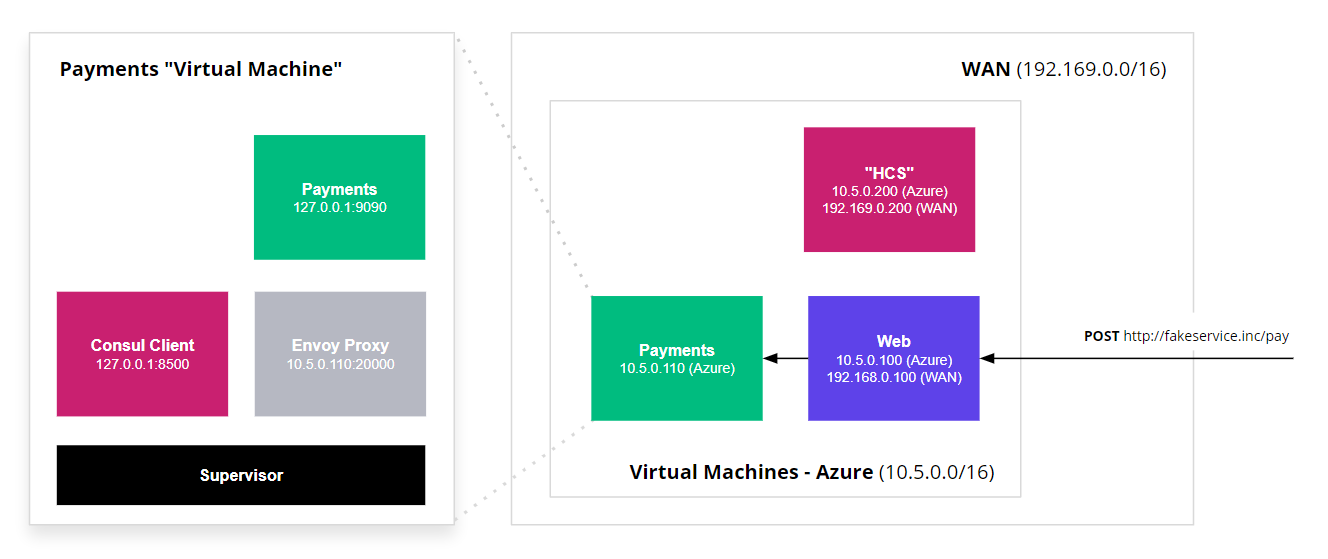 Payments "Virtual Machine"
Payments
127.0.0.1:9090
Consul Client
127.0.0.1:8500
Envoy Proxy
10.5.0.110:20000
Supervisor
WAN (192.169.0.0/16)
"HCS"
10.5.0.200 (Azure)
192.169.0.200 (WAN)
Payments
10.5.0.110 (Azure)
Web
10.5.0.100 (Azure)
192.168.0.100 (WAN)
POST http://fakeservice.inc/pay
Virtual Machines - Azure (10.5.0.0/16)